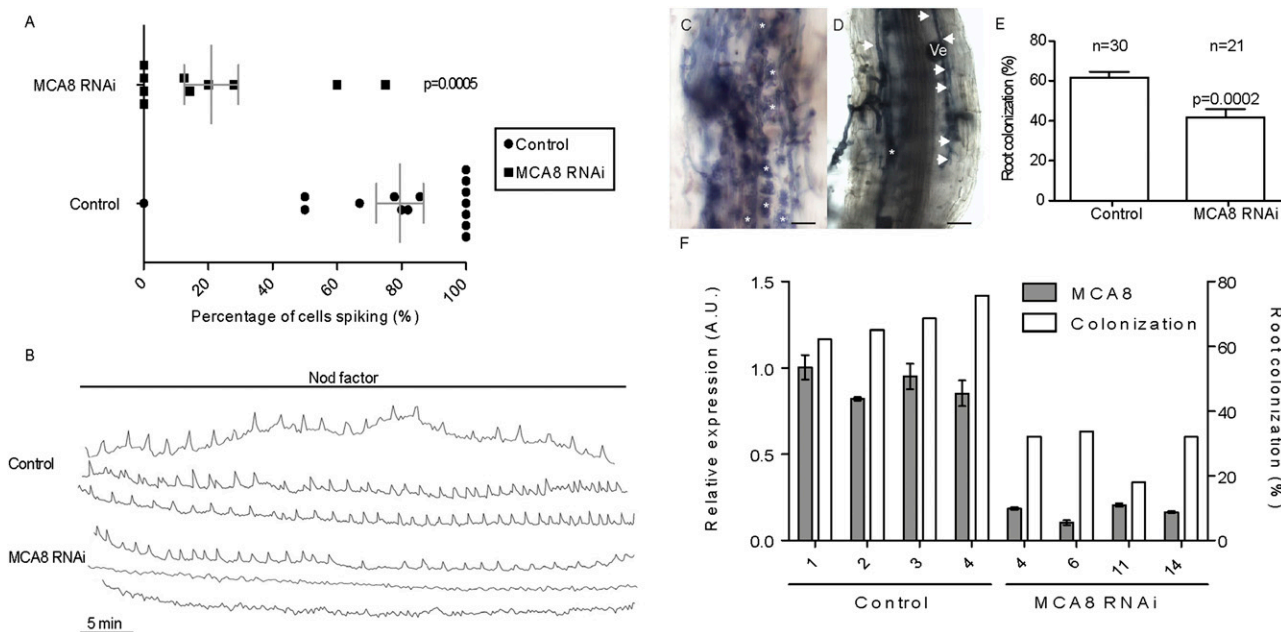 A
MCA8 RNAi
p=0.0005
Control
MCA8 RNAi
Control
0
20
40
60
80
100
Percentage of cells spiking (%)
B
Nod factor
Control
MCA8 RNAi
5 min
C
*
*
*
*
*
*
*
D
Ve
*
E
Root colonization (%)
80
60
40
20
0
n=30
n=21
p=0.0002
Control
MCA8 RNAi
F
Relative expression (A.U.)
1.5
1.0
0.5
0.0
MCA8
Colonization
80
60
40
20
0
Root colonization (%)
1
2
3
4
4
6
11
14
Control
MCA8 RNAi